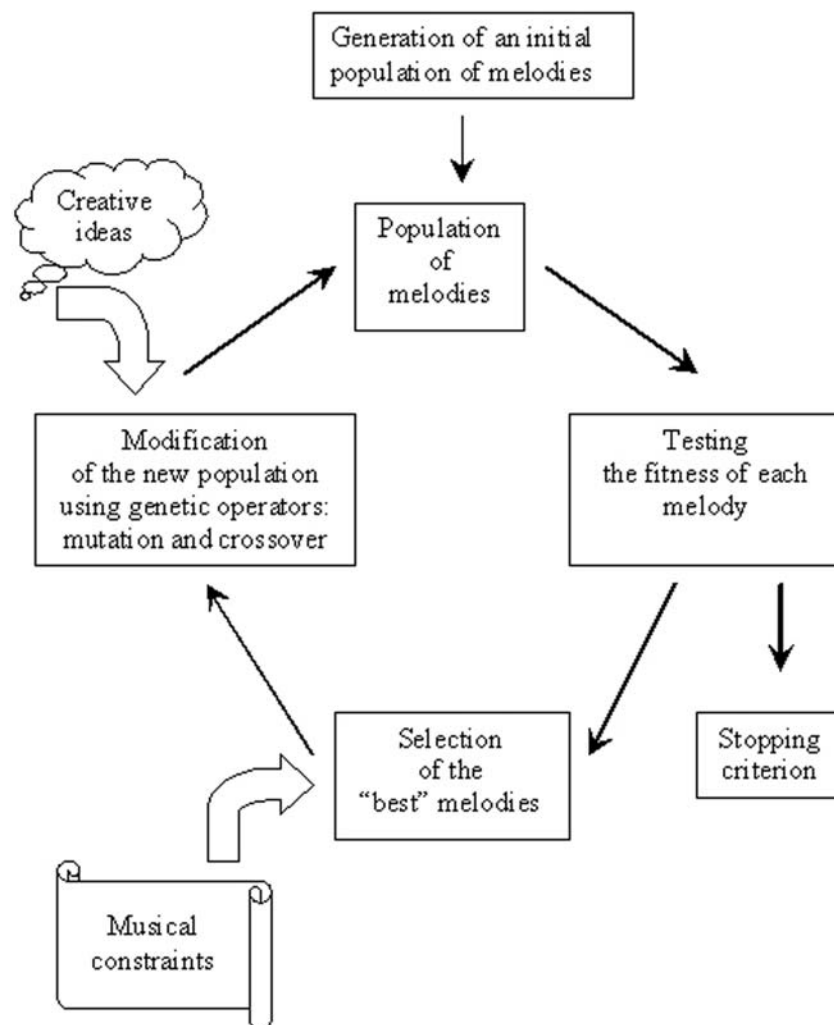 Generation of an initial
population of melodies
Creative
ideas
Population
of
melodies
Modification
of the new population
using genetic operators:
mutation and crossover
Testing
the fitness of each
melody
Selection
of the
“best” melodies
Stopping
criterion
Musical
constraints